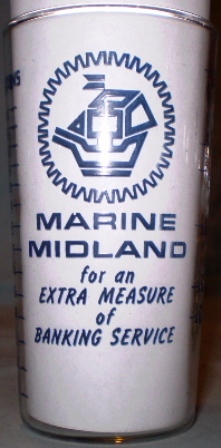 MARINE
MIDLAND
for an
EXTRA MEASURE
of
BANKING SERVICE